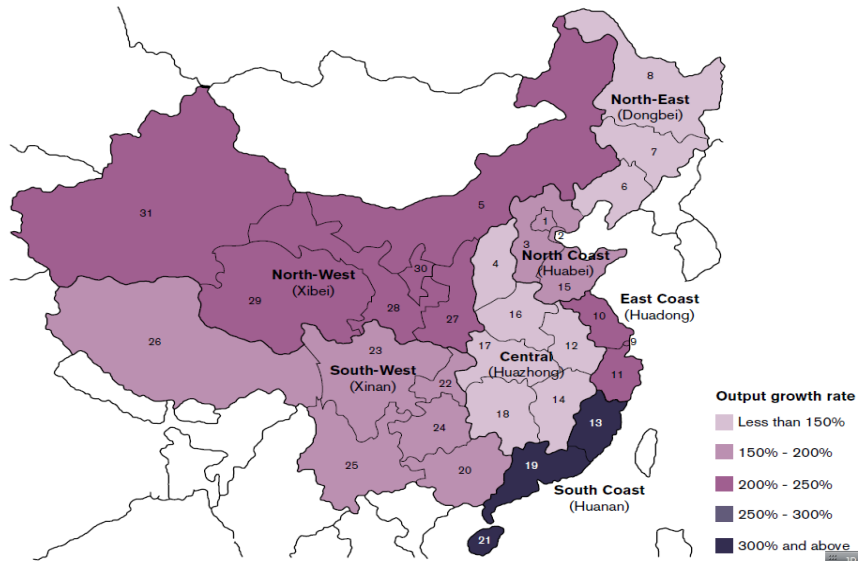 8
North-East
(Dongbei)
7
6
31
5
1
2
3
North Coast
(Huabei)
4
15
30
North-West
(Xibei)
29
28
27
East Coast
(Huadong)
10
9
16
12
11
26
23
17
Central
(Huazhong)
South-West
(Xinan)
22
18
14
13
24
25
20
19
South Coast
(Huanan)
21
Output growth rate
Less than 150%
150% - 200%
200% - 250%
250% - 300%
300% and above